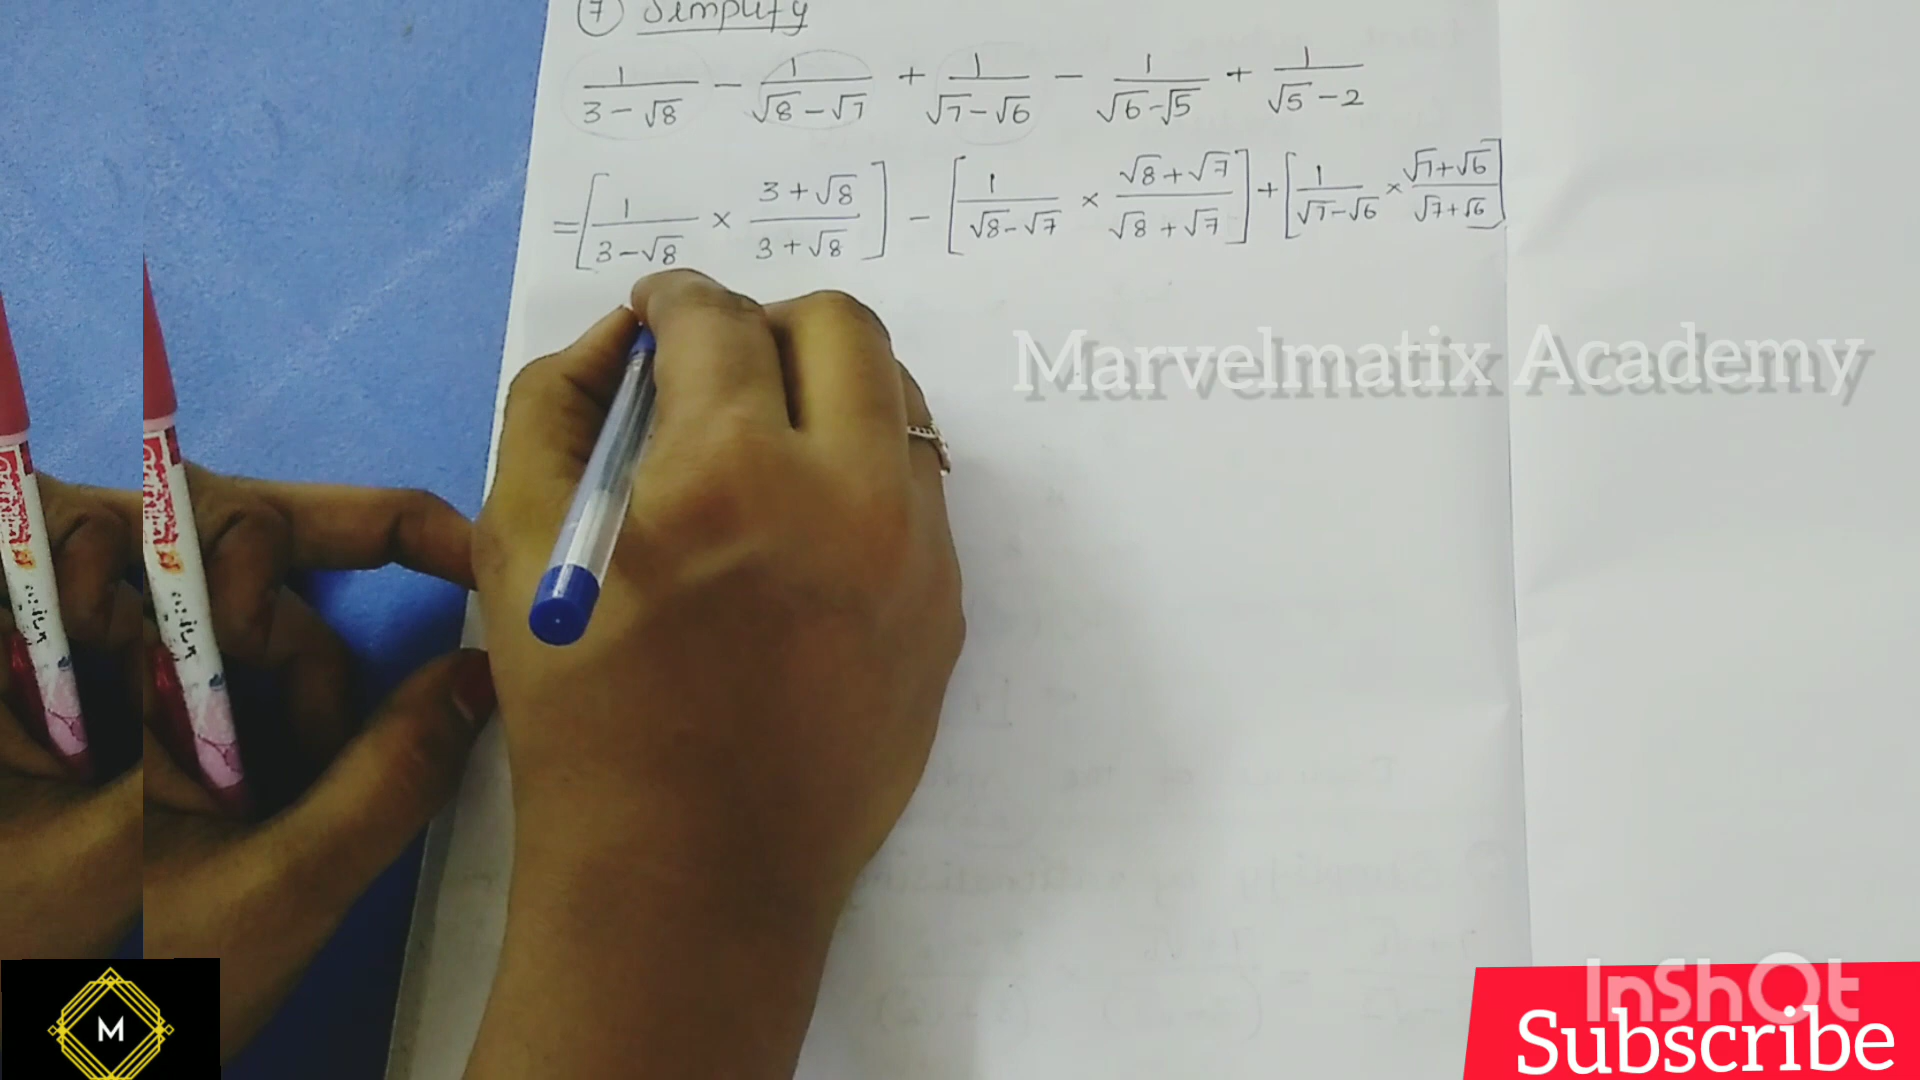 ⑦ Simplify
1/(3-√8) - 1/(√8-√7) + 1/(√7-√6) - 1/(√6-√5) + 1/(√5-2)
= [1/(3-√8) × (3+√8)/(3+√8)] - [1/(√8-√7) × (√8+√7)/(√8+√7)] + [1/(√7-√6) × (√7+√6)/(√7+√6)]
Marvelmatix Academy
M
InShOt
Subscribe